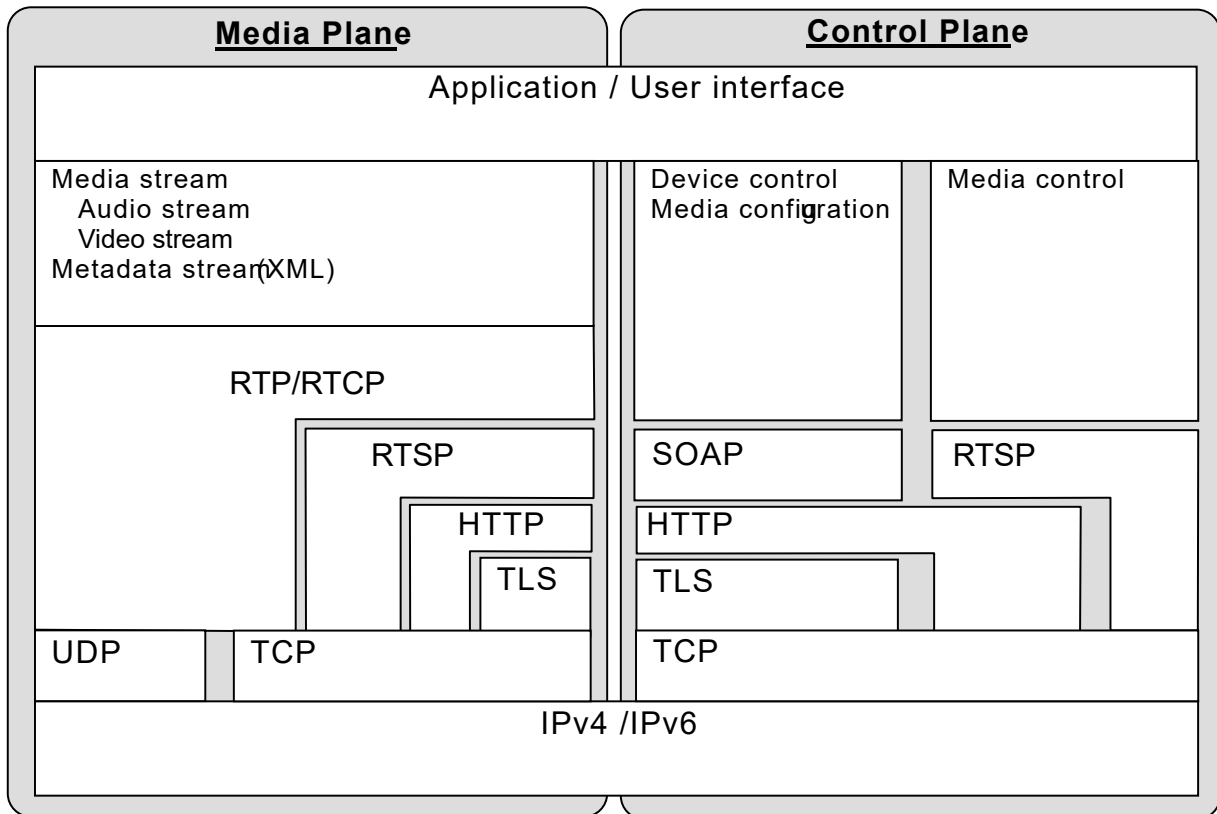 Media Plane
Control Plane
Application / User interface
Media stream
Audio stream
Video stream
Metadata stream(XML)
Device control
Media configuration
Media control
RTP/RTCP
RTSP
SOAP
RTSP
HTTP
HTTP
TLS
TLS
UDP
TCP
TCP
IPv4 /IPv6